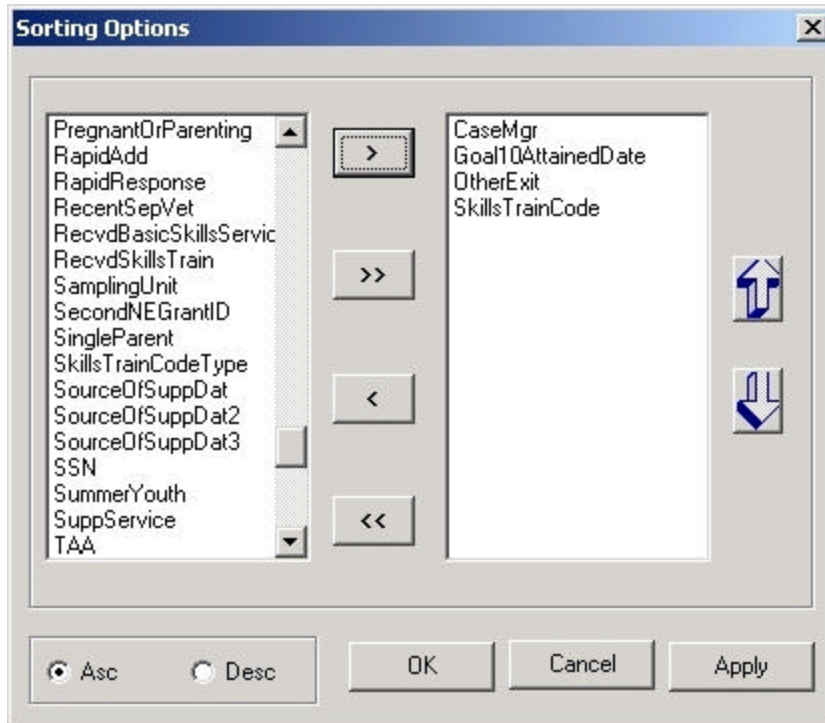 Sorting Options
PregnantOrParenting
RapidAdd
RapidResponse
RecentSepVet
RecvdBasicSkillsServic
RecvdSkillsTrain
SamplingUnit
SecondNEGrantID
SingleParent
SkillsTrainCodeType
SourceOfSuppDat
SourceOfSuppDat2
SourceOfSuppDat3
SSN
SummerYouth
SuppService
TAA
>
>>
<
<<
CaseMgr
Goal10AttainedDate
OtherExit
SkillsTrainCode
Asc
Desc
OK
Cancel
Apply